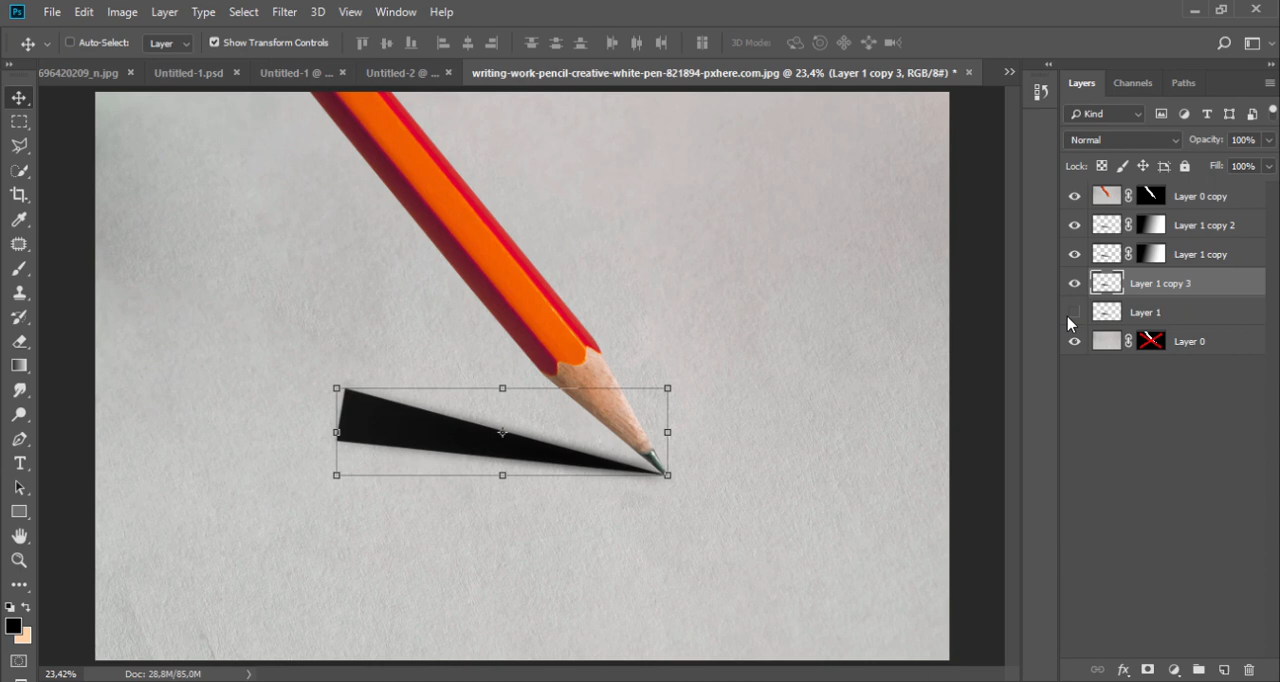 Ps File Edit Image Layer Type Select Filter 3D View Window Help
Auto-Select: Layer Show Transform Controls 3D Mode:
696420209_n.jpg × Untitled-1.psd × Untitled-1 @ ... × Untitled-2 @ ... × writing-work-pencil-creative-white-pen-821894-pxhere.com.jpg @ 23,4% (Layer 1 copy 3, RGB/8#) * ×
Layers Channels Paths
Kind
Normal Opacity: 100%
Lock: Fill: 100%
Layer 0 copy
Layer 1 copy 2
Layer 1 copy
Layer 1 copy 3
Layer 1
Layer 0
23,42% Doc: 28,8M/85,0M